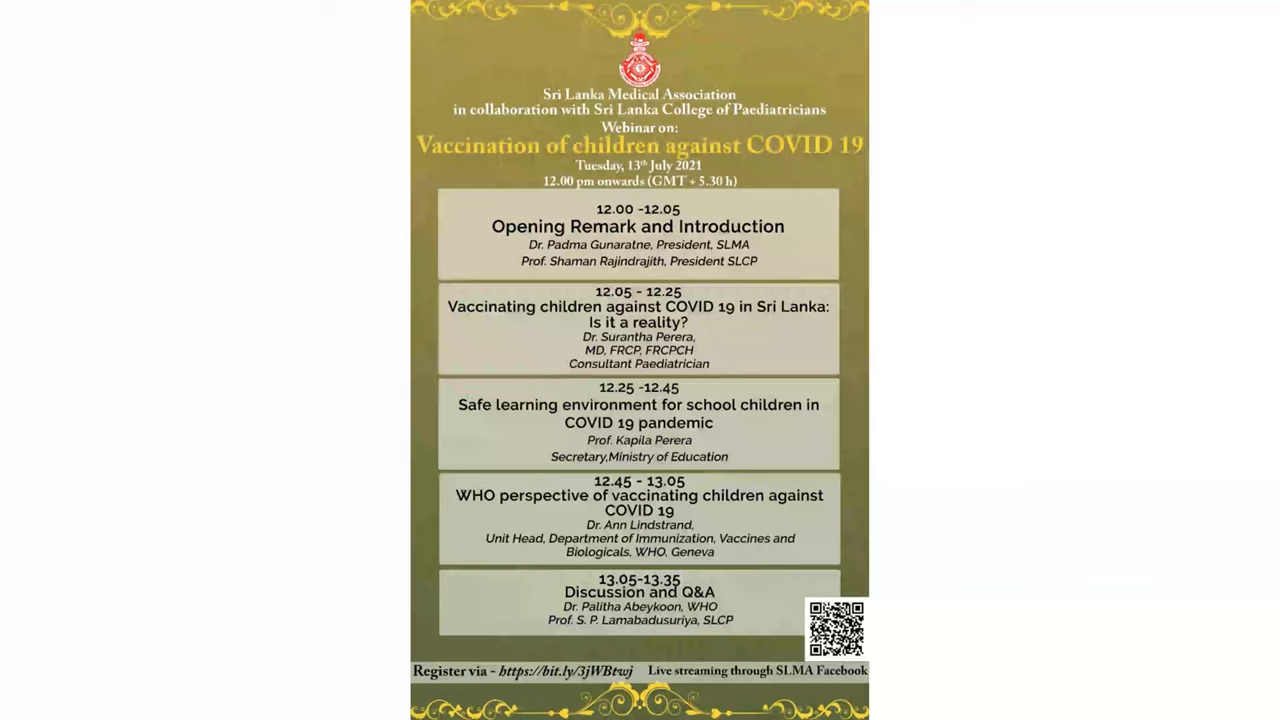 Sri Lanka Medical Association
in collaboration with Sri Lanka College of Paediatricians
Webinar on:
Vaccination of children against COVID 19
Tuesday, 13th July 2021
12.00 pm onwards (GMT + 5.30 h)
12.00 -12.05
Opening Remark and Introduction
Dr. Padma Gunaratne, President, SLMA
Prof. Shaman Rajindrajith, President SLCP
12.05 - 12.25
Vaccinating children against COVID 19 in Sri Lanka:
Is it a reality?
Dr. Surantha Perera,
MD, FRCP, FRCPCH
Consultant Paediatrician
12.25 -12.45
Safe learning environment for school children in
COVID 19 pandemic
Prof. Kapila Perera
Secretary,Ministry of Education
12.45 - 13.05
WHO perspective of vaccinating children against
COVID 19
Dr. Ann Lindstrand,
Unit Head, Department of Immunization, Vaccines and
Biologicals, WHO, Geneva
13.05-13.35
Discussion and Q&A
Dr. Palitha Abeykoon, WHO
Prof. S. P. Lamabadusuriya, SLCP
Register via - https://bit.ly/3jWBtwj Live streaming through SLMA Facebook